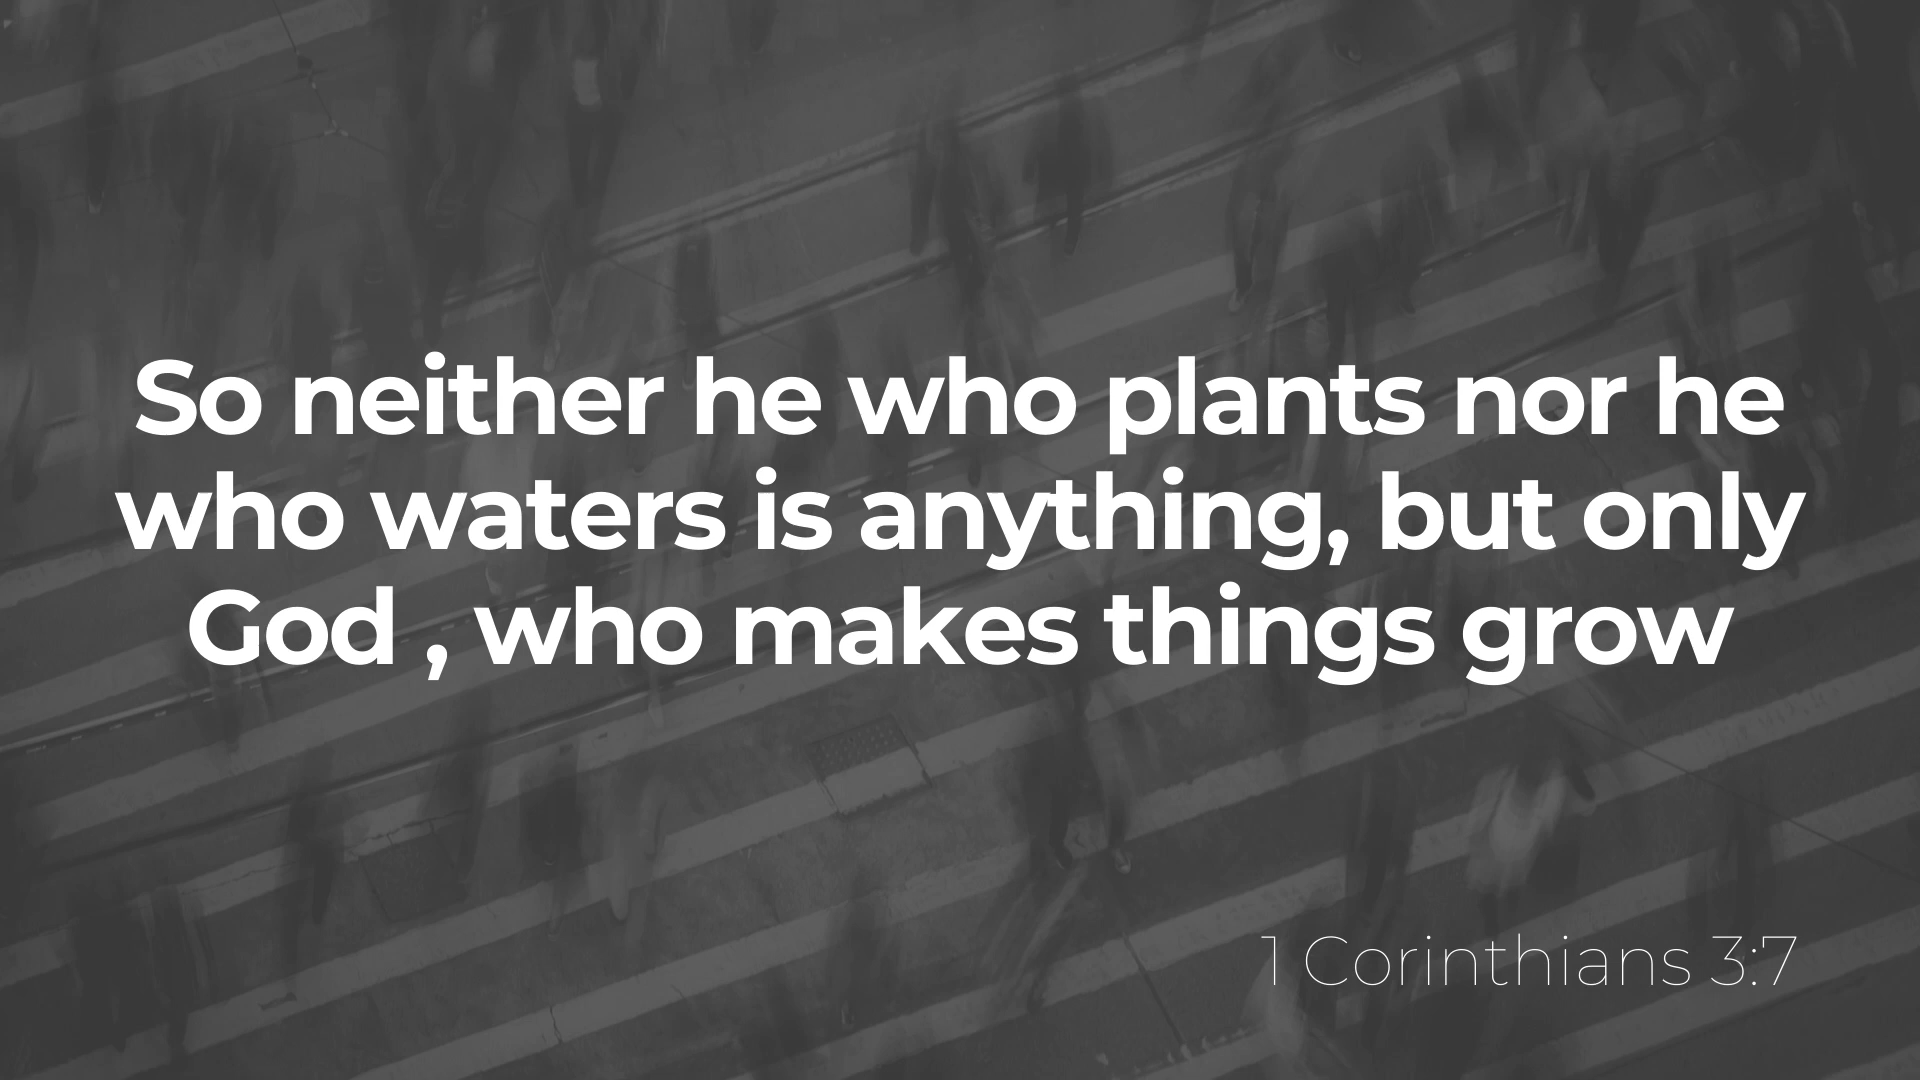 So neither he who plants nor he
who waters is anything, but only
God , who makes things grow
1 Corinthians 3:7